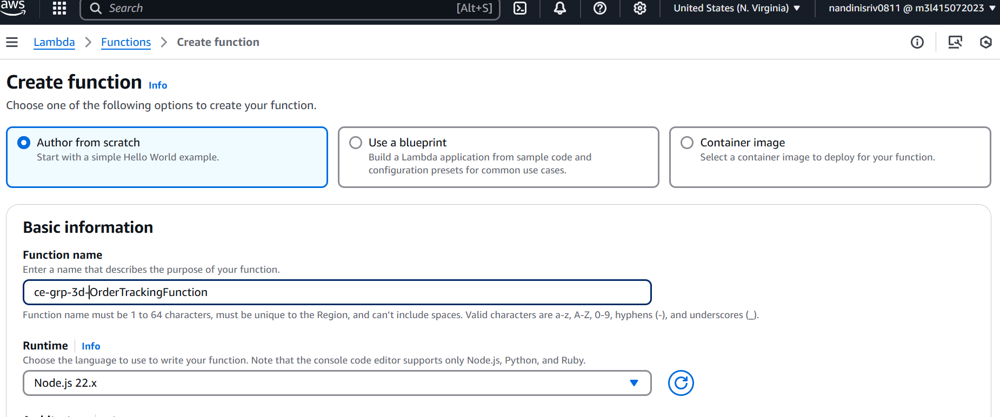 aws
Search [Alt+S] United States (N. Virginia) nandinisriv0811 @ m3l415072023
Lambda Functions Create function
Create function Info
Choose one of the following options to create your function.
Author from scratch
Start with a simple Hello World example.
Use a blueprint
Build a Lambda application from sample code and
configuration presets for common use cases.
Container image
Select a container image to deploy for your function.
Basic information
Function name
Enter a name that describes the purpose of your function.
ce-grp-3d-OrderTrackingFunction
Function name must be 1 to 64 characters, must be unique to the Region, and can’t include spaces. Valid characters are a-z, A-Z, 0-9, hyphens (-), and underscores (_).
Runtime Info
Choose the language to use to write your function. Note that the console code editor supports only Node.js, Python, and Ruby.
Node.js 22.x